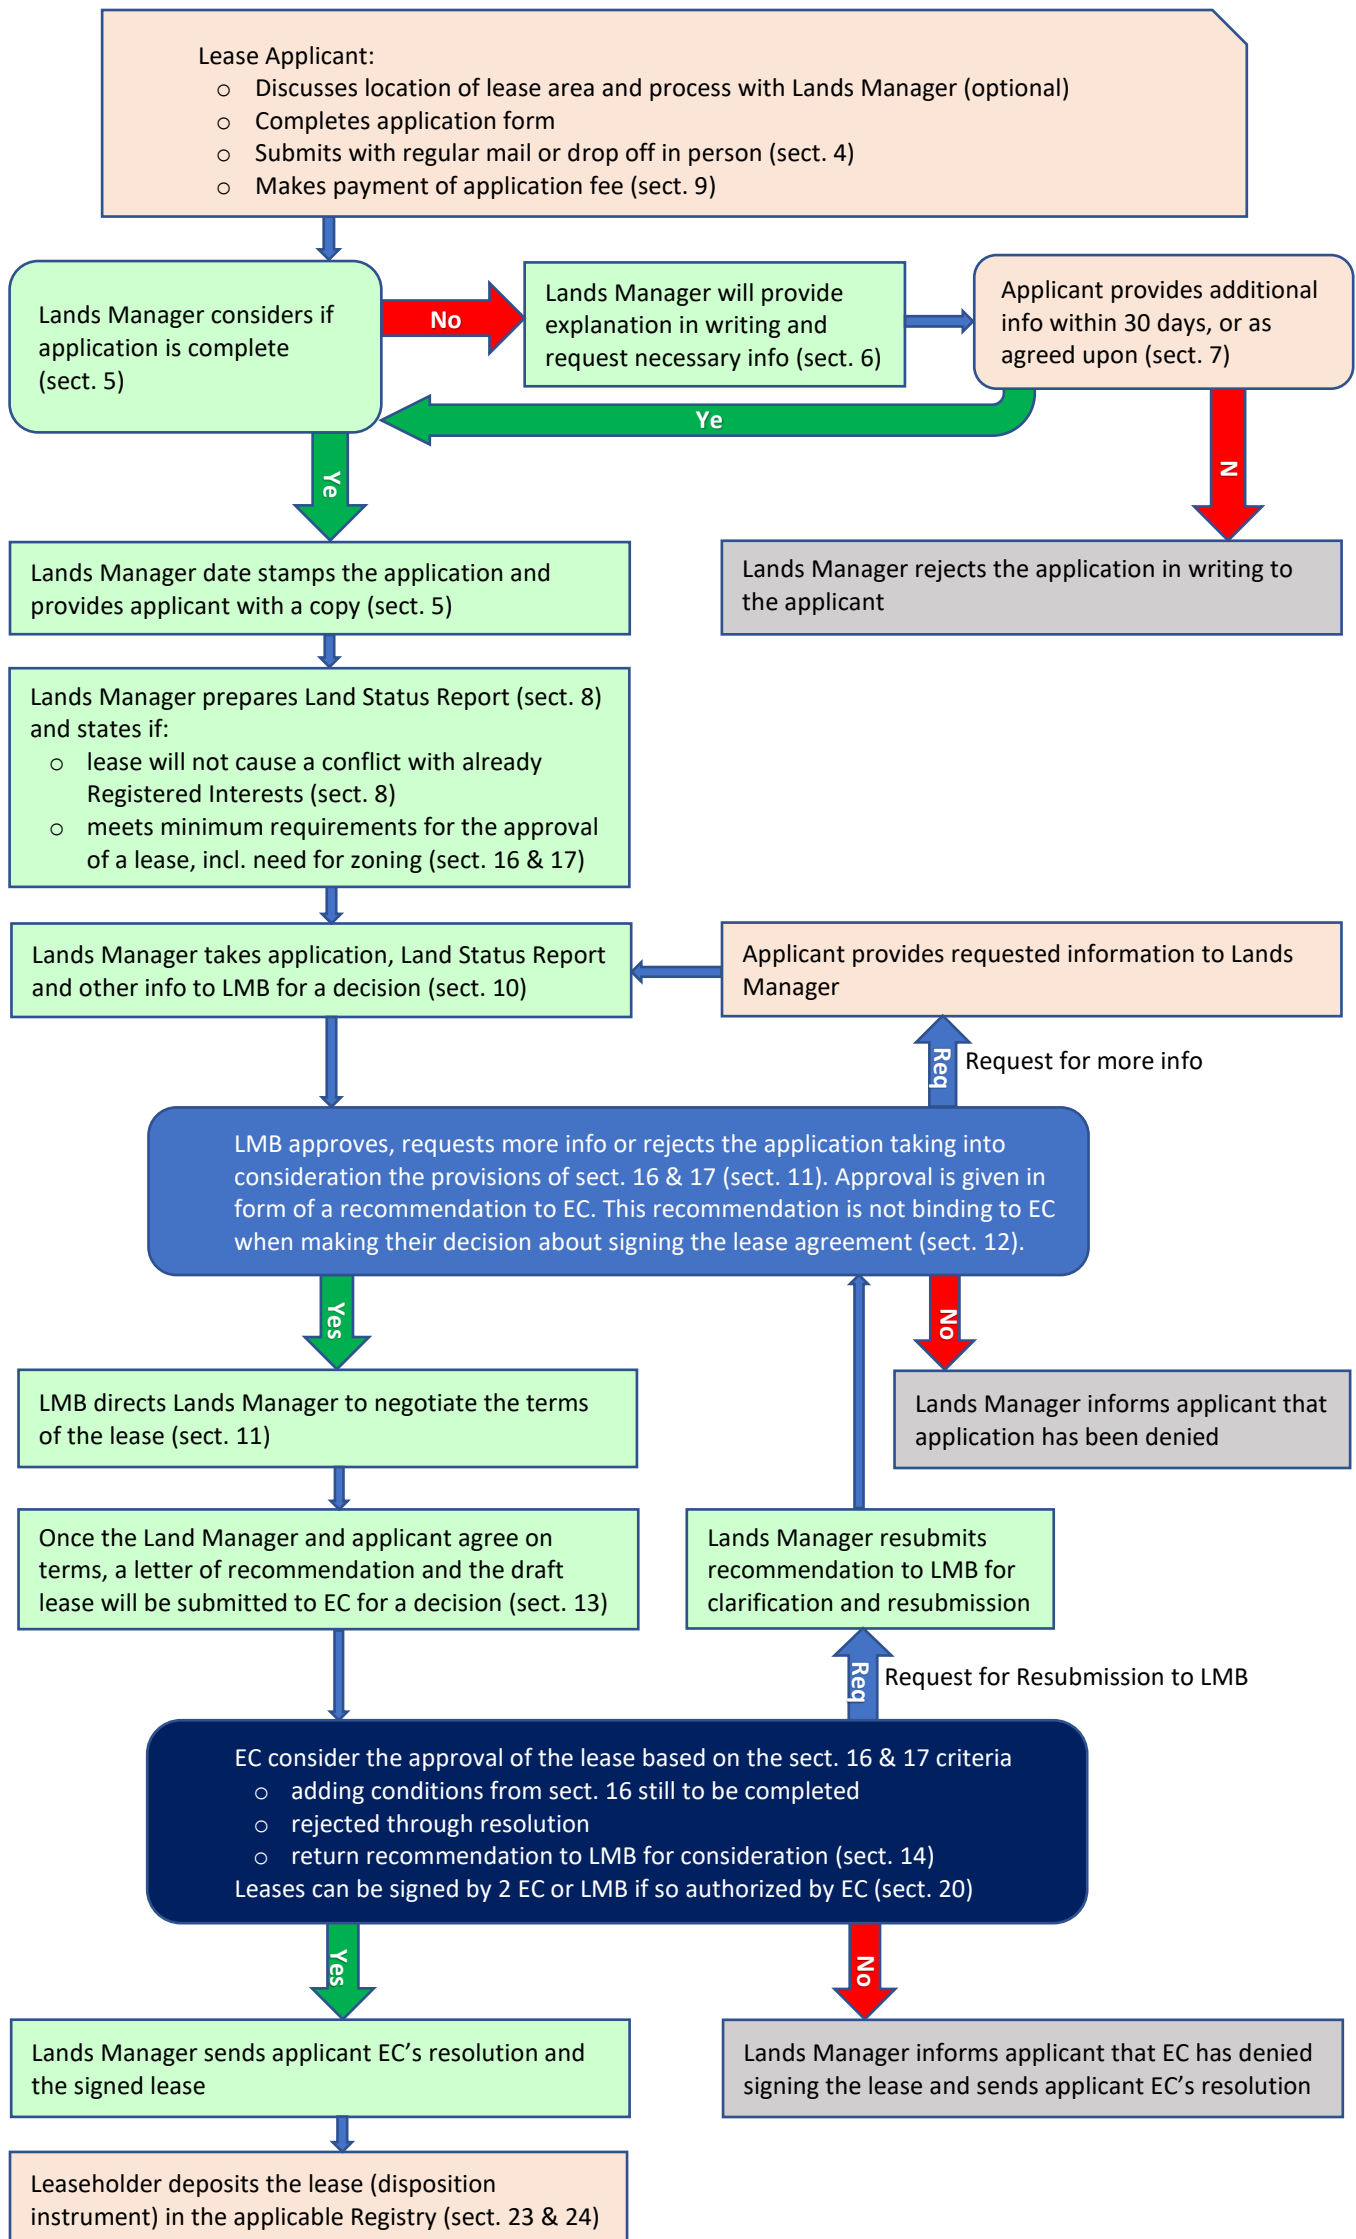 Lease Applicant:
o Discusses location of lease area and process with Lands Manager (optional)
o Completes application form
o Submits with regular mail or drop off in person (sect. 4)
o Makes payment of application fee (sect. 9)
Lands Manager considers if
application is complete
(sect. 5)
No
Lands Manager will provide
explanation in writing and
request necessary info (sect. 6)
Applicant provides additional
info within 30 days, or as
agreed upon (sect. 7)
Ye
Ye
N
Lands Manager date stamps the application and
provides applicant with a copy (sect. 5)
Lands Manager rejects the application in writing to
the applicant
Lands Manager prepares Land Status Report (sect. 8)
and states if:
o lease will not cause a conflict with already
Registered Interests (sect. 8)
o meets minimum requirements for the approval
of a lease, incl. need for zoning (sect. 16 & 17)
Lands Manager takes application, Land Status Report
and other info to LMB for a decision (sect. 10)
Applicant provides requested information to Lands
Manager
Req
Request for more info
LMB approves, requests more info or rejects the application taking into
consideration the provisions of sect. 16 & 17 (sect. 11). Approval is given in
form of a recommendation to EC. This recommendation is not binding to EC
when making their decision about signing the lease agreement (sect. 12).
Yes
No
LMB directs Lands Manager to negotiate the terms
of the lease (sect. 11)
Lands Manager informs applicant that
application has been denied
Once the Land Manager and applicant agree on
terms, a letter of recommendation and the draft
lease will be submitted to EC for a decision (sect. 13)
Lands Manager resubmits
recommendation to LMB for
clarification and resubmission
Req
Request for Resubmission to LMB
EC consider the approval of the lease based on the sect. 16 & 17 criteria
o adding conditions from sect. 16 still to be completed
o rejected through resolution
o return recommendation to LMB for consideration (sect. 14)
Leases can be signed by 2 EC or LMB if so authorized by EC (sect. 20)
Yes
No
Lands Manager sends applicant EC’s resolution and
the signed lease
Lands Manager informs applicant that EC has denied
signing the lease and sends applicant EC’s resolution
Leaseholder deposits the lease (disposition
instrument) in the applicable Registry (sect. 23 & 24)